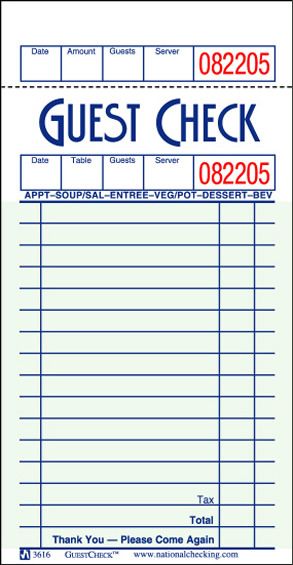 Date Amount Guests Server 082205
GUEST CHECK
Date Table Guests Server 082205
APPT–SOUP/SAL–ENTREE–VEG/POT–DESSERT–BEV
Tax
Total
Thank You — Please Come Again
3616 GUESTCHECK™ www.nationalchecking.com